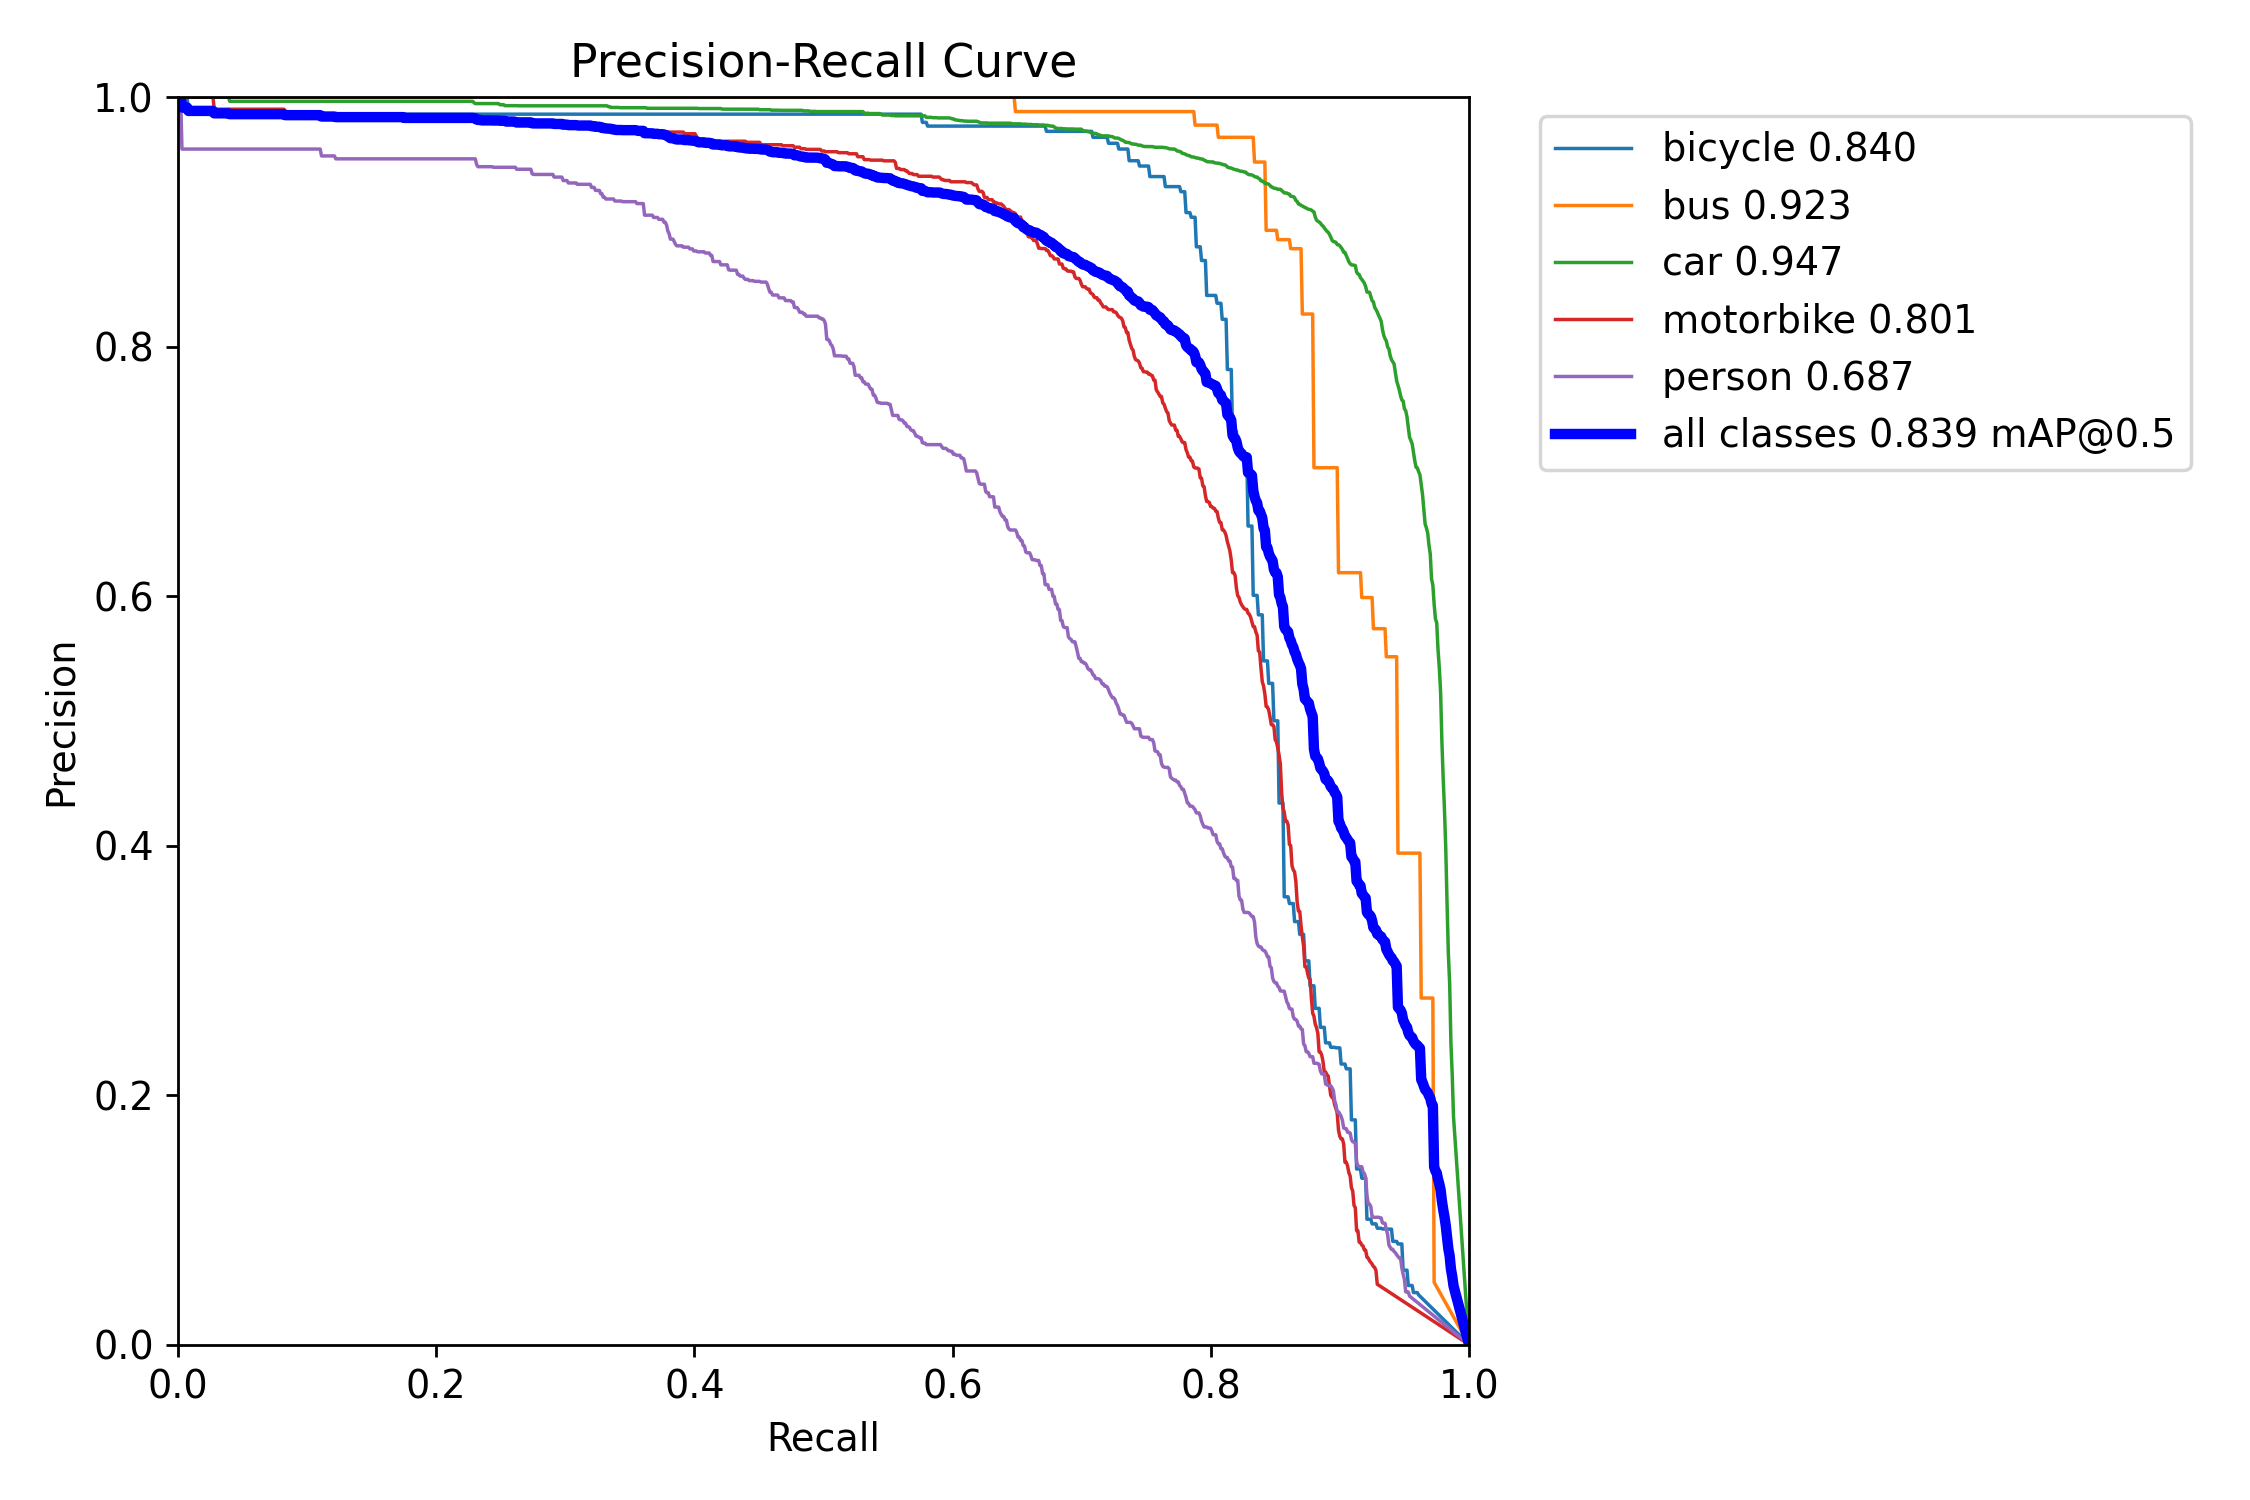 Precision-Recall Curve
1.0
0.8
0.6
0.4
0.2
0.0
Precision
0.0 0.2 0.4 0.6 0.8 1.0
Recall
bicycle 0.840
bus 0.923
car 0.947
motorbike 0.801
person 0.687
all classes 0.839 mAP@0.5